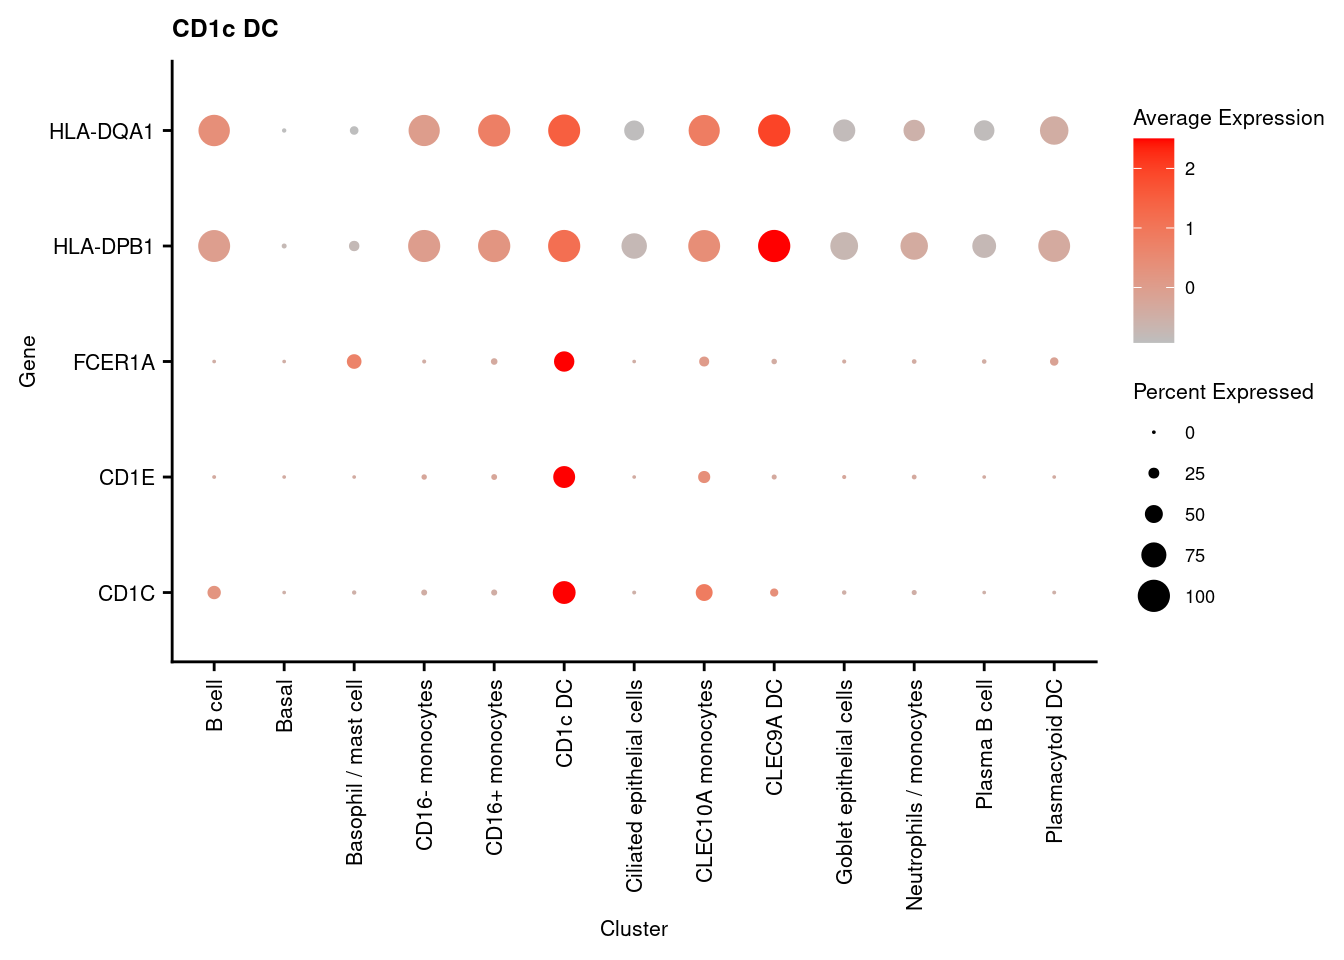 CD1c DC
HLA-DQA1
HLA-DPB1
FCER1A
CD1E
CD1C
Gene
B cell
Basal
Basophil / mast cell
CD16- monocytes
CD16+ monocytes
CD1c DC
Ciliated epithelial cells
CLEC10A monocytes
CLEC9A DC
Goblet epithelial cells
Neutrophils / monocytes
Plasma B cell
Plasmacytoid DC
Cluster
Average Expression
2
1
0
Percent Expressed
0
25
50
75
100